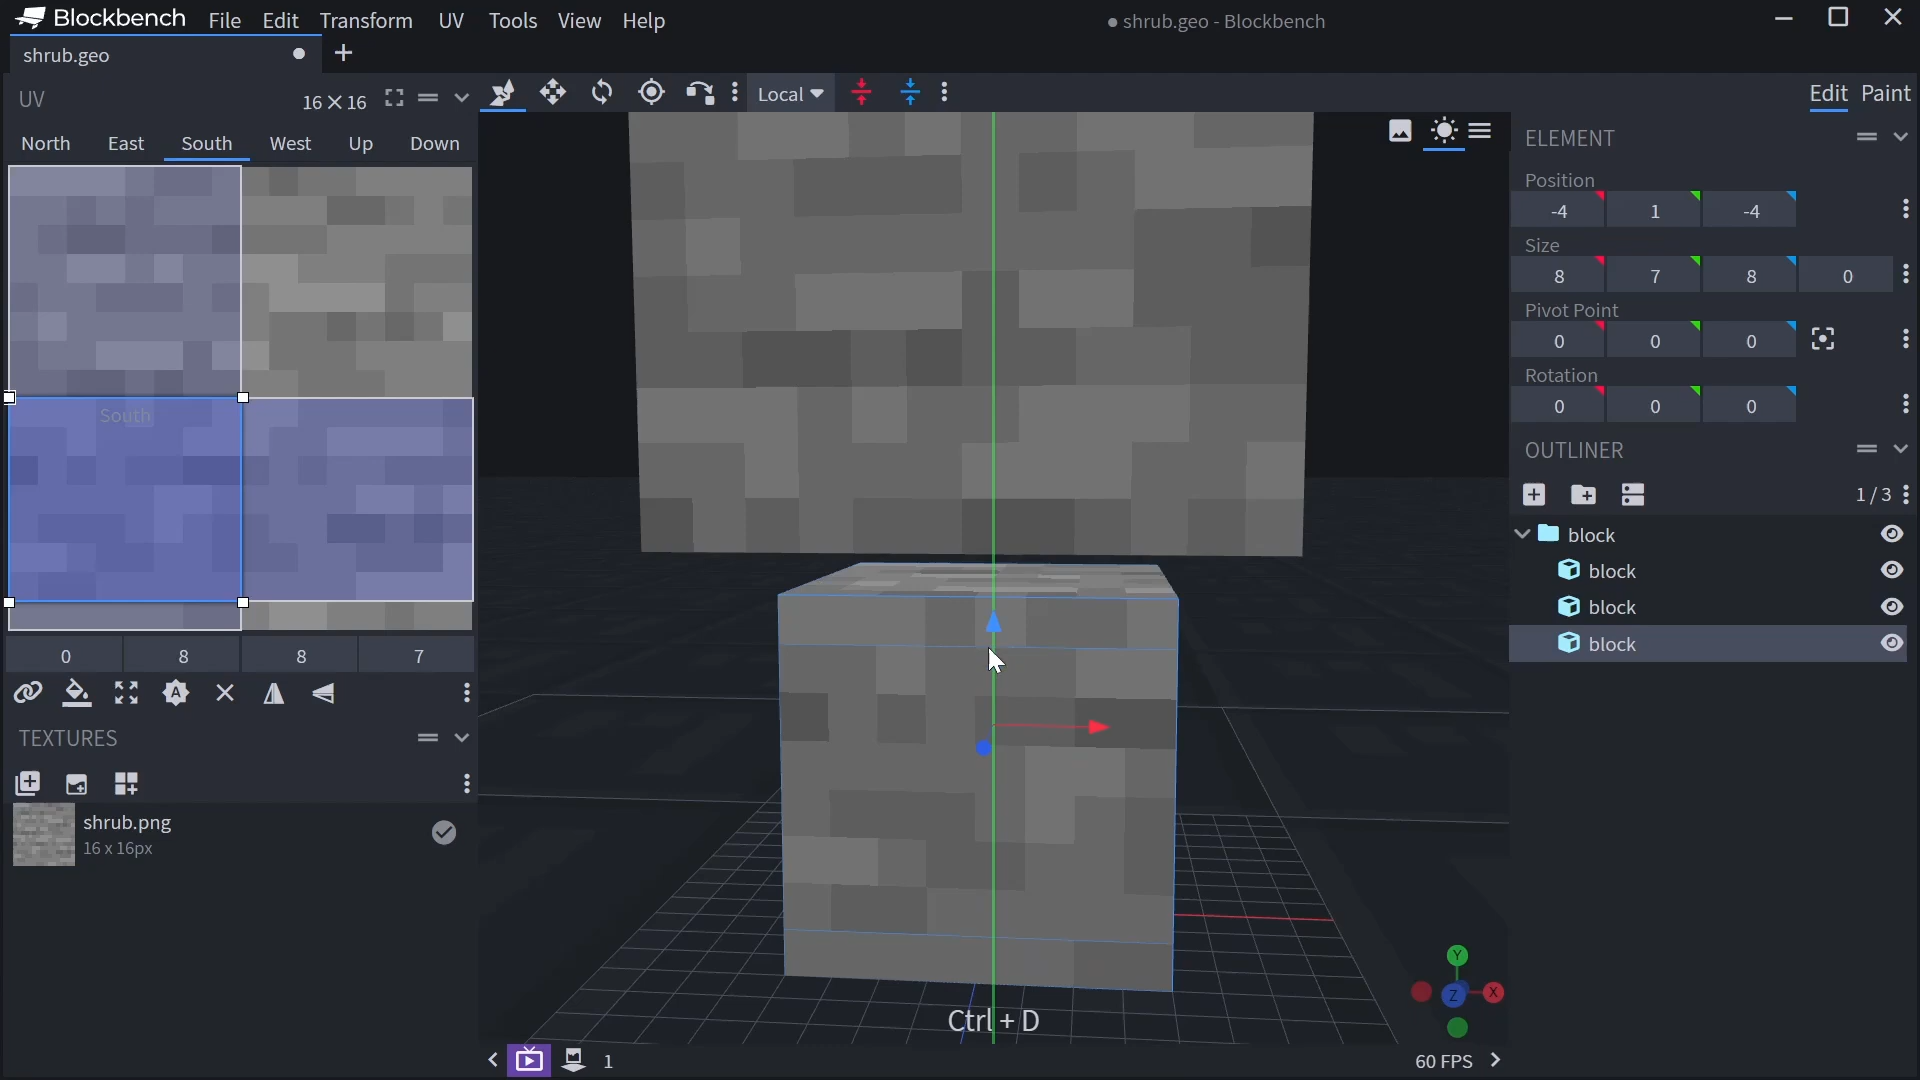 Blockbench File Edit Transform UV Tools View Help
● shrub.geo - Blockbench
shrub.geo
UV
16×16
Local
Edit Paint
North East South West Up Down
South
0 8 8 7
TEXTURES
shrub.png
16 x 16px
Ctrl + D
Y
X
Z
1
60 FPS
ELEMENT
Position
-4 1 -4
Size
8 7 8 0
Pivot Point
0 0 0
Rotation
0 0 0
OUTLINER
1 / 3
block
block
block
block